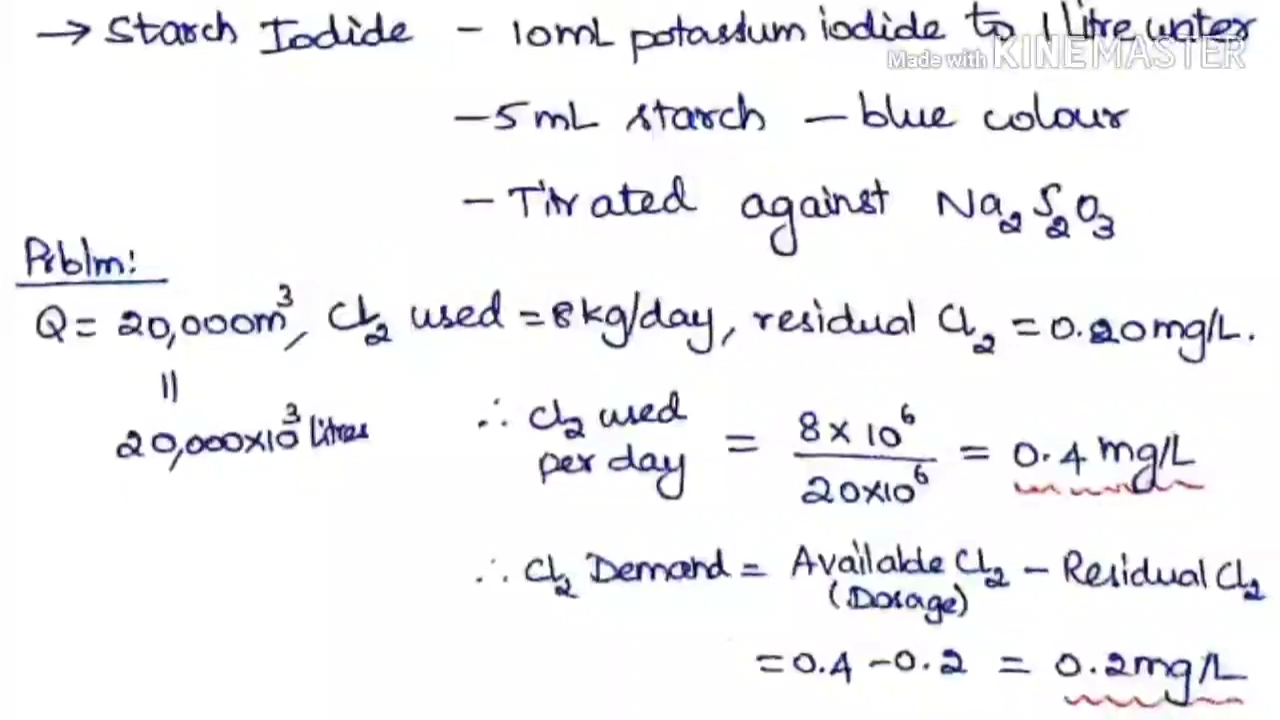 → Starch Iodide - 10mL potassium iodide to 1 Litre water
Made with KINEMASTER
- 5 mL starch - blue colour
- Titrated against Na₂S₂O₃
Prblm:
Q = 20,000m³, Cl₂ used = 8kg/day, residual Cl₂ = 0.20mg/L.
||
20,000×10³ litres
∴ Cl₂ used per day = 8 × 10⁶ / 20×10⁶ = 0.4 mg/L
∴ Cl₂ Demand = Available Cl₂ - Residual Cl₂
(Dosage)
= 0.4 - 0.2 = 0.2mg/L